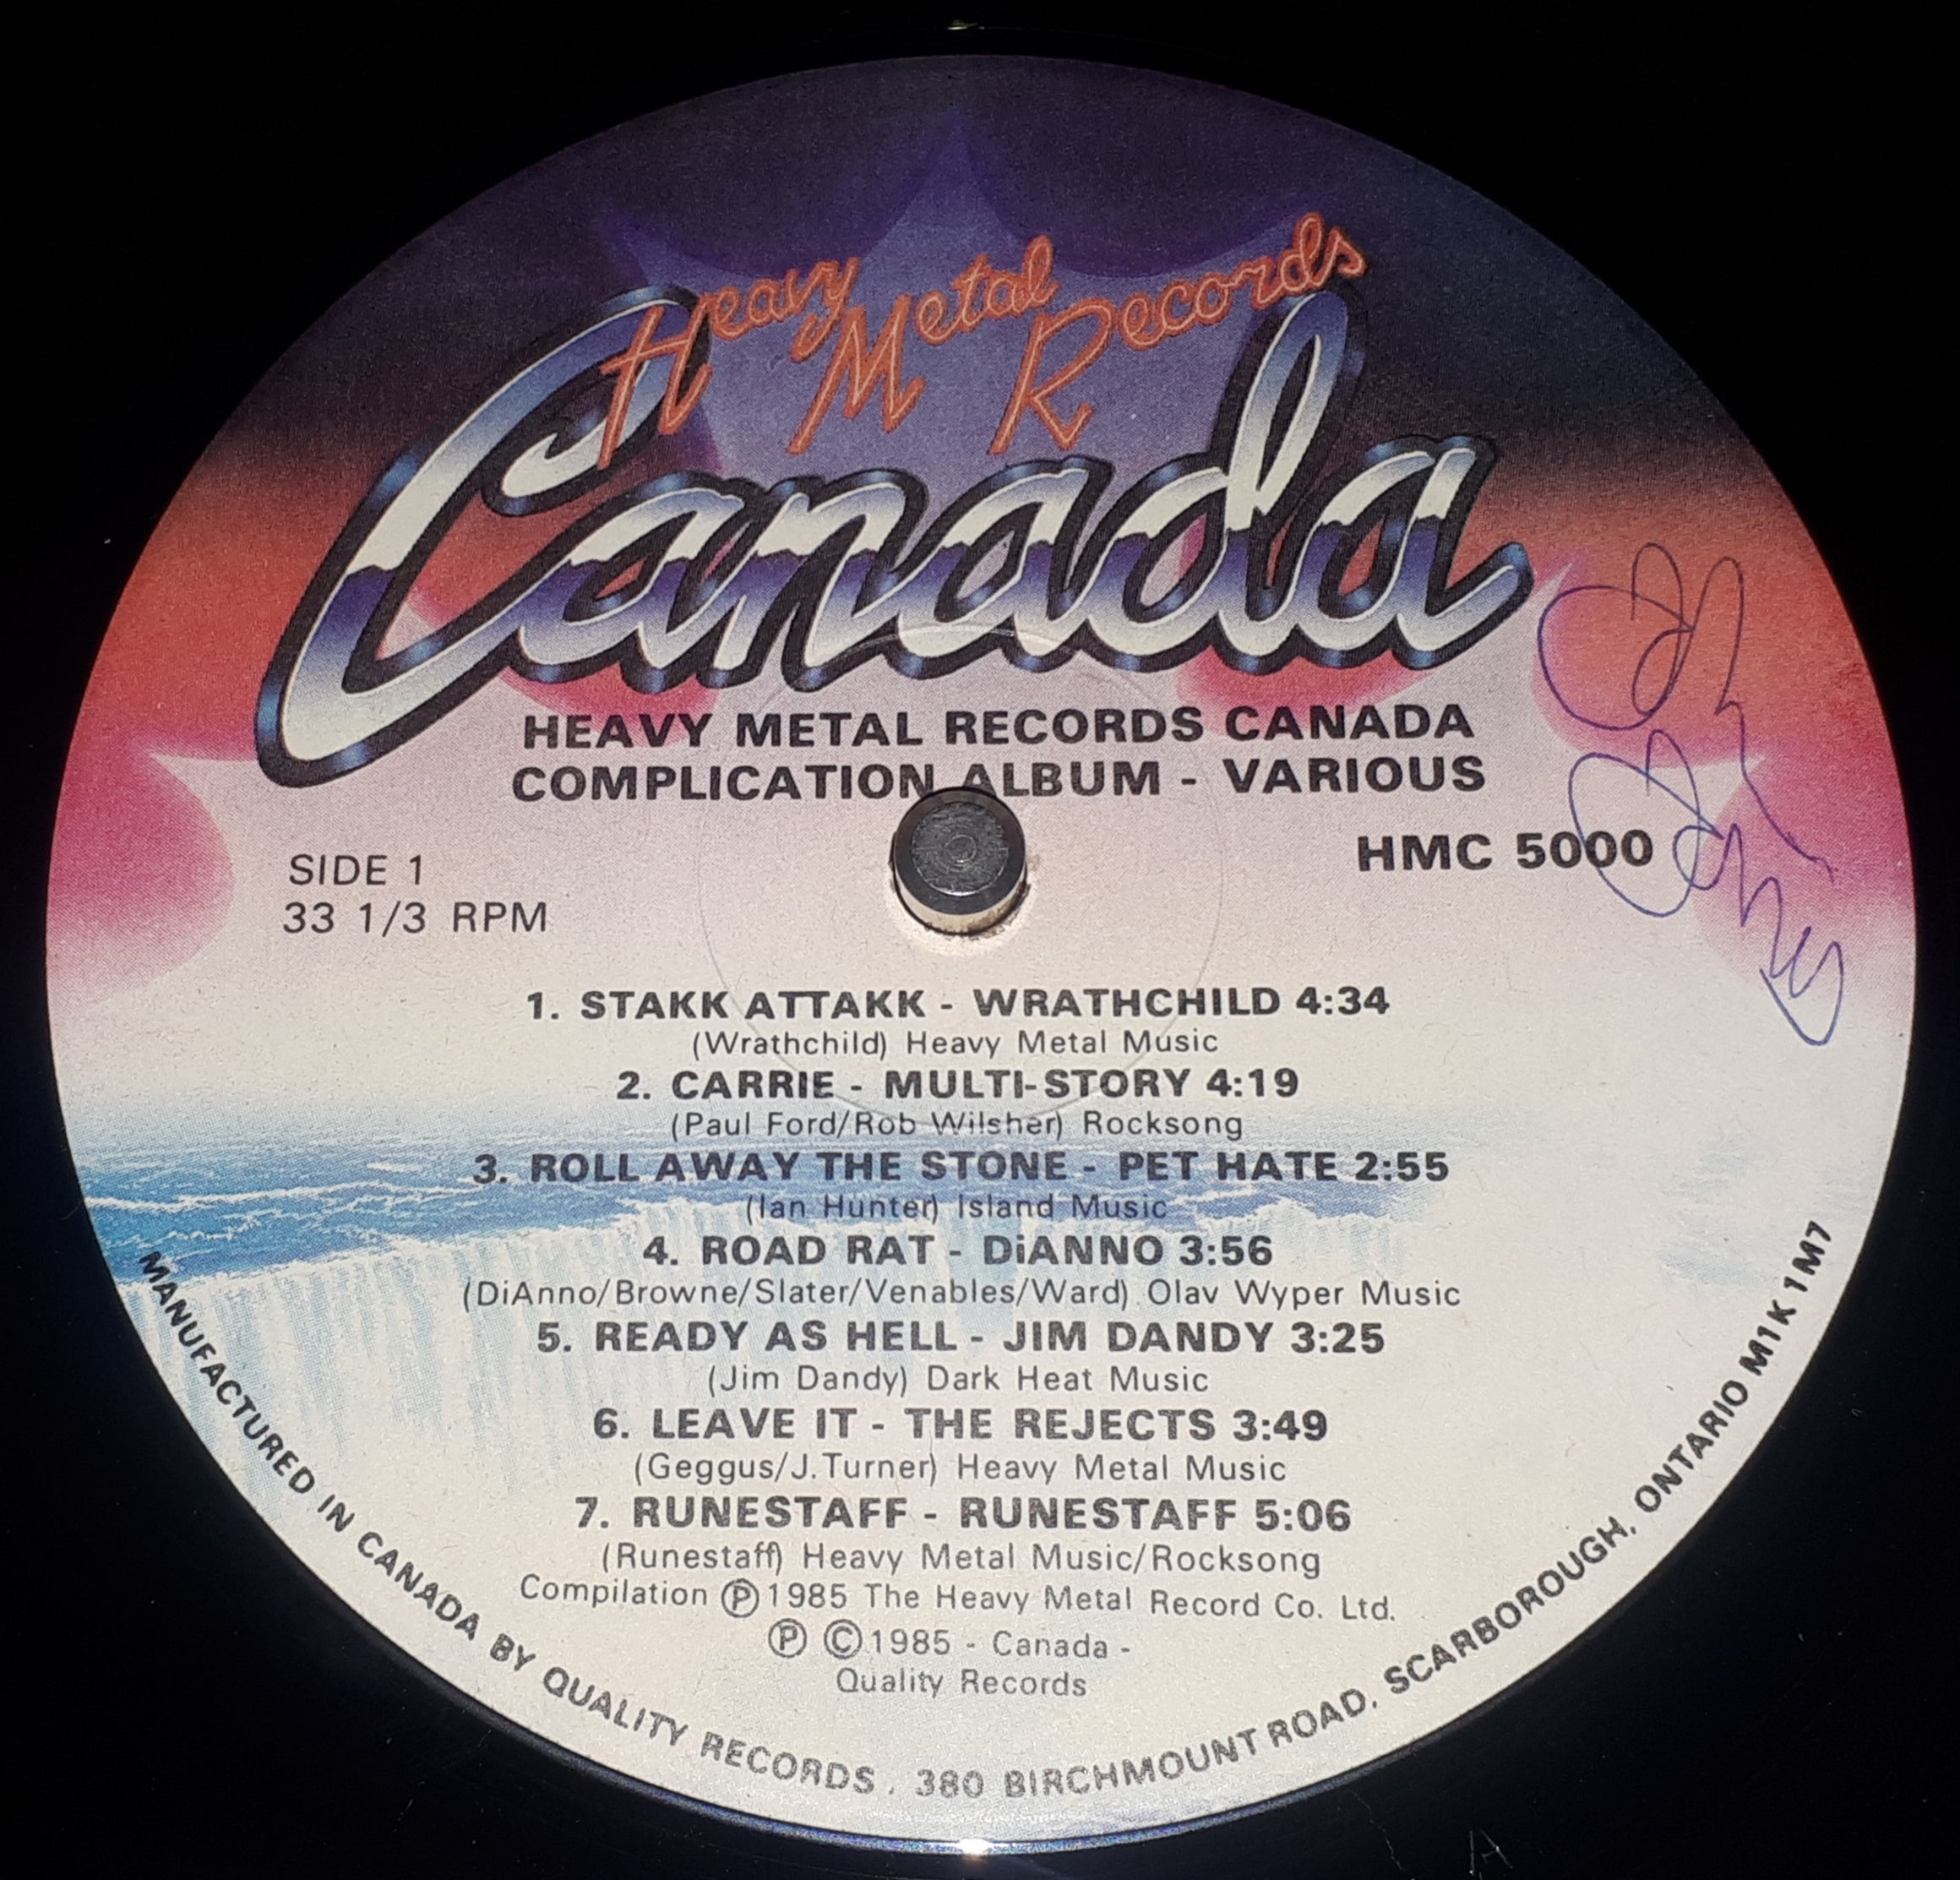 Heavy Metal Records
Canada
HEAVY METAL RECORDS CANADA
COMPLICATION ALBUM - VARIOUS
HMC 5000
SIDE 1
33 1/3 RPM
1. STAKK ATTAKK - WRATHCHILD 4:34
(Wrathchild) Heavy Metal Music
2. CARRIE - MULTI-STORY 4:19
(Paul Ford/Rob Wilsher) Rocksong
3. ROLL AWAY THE STONE - PET HATE 2:55
(Ian Hunter) Island Music
4. ROAD RAT - DiANNO 3:56
(DiAnno/Browne/Slater/Venables/Ward) Olav Wyper Music
5. READY AS HELL - JIM DANDY 3:25
(Jim Dandy) Dark Heat Music
6. LEAVE IT - THE REJECTS 3:49
(Geggus/J.Turner) Heavy Metal Music
7. RUNESTAFF - RUNESTAFF 5:06
(Runestaff) Heavy Metal Music/Rocksong
Compilation Ⓟ 1985 The Heavy Metal Record Co. Ltd.
Ⓟ © 1985 - Canada -
Quality Records
MANUFACTURED IN CANADA BY QUALITY RECORDS . 380 BIRCHMOUNT ROAD, SCARBOROUGH, ONTARIO M1K 1M7